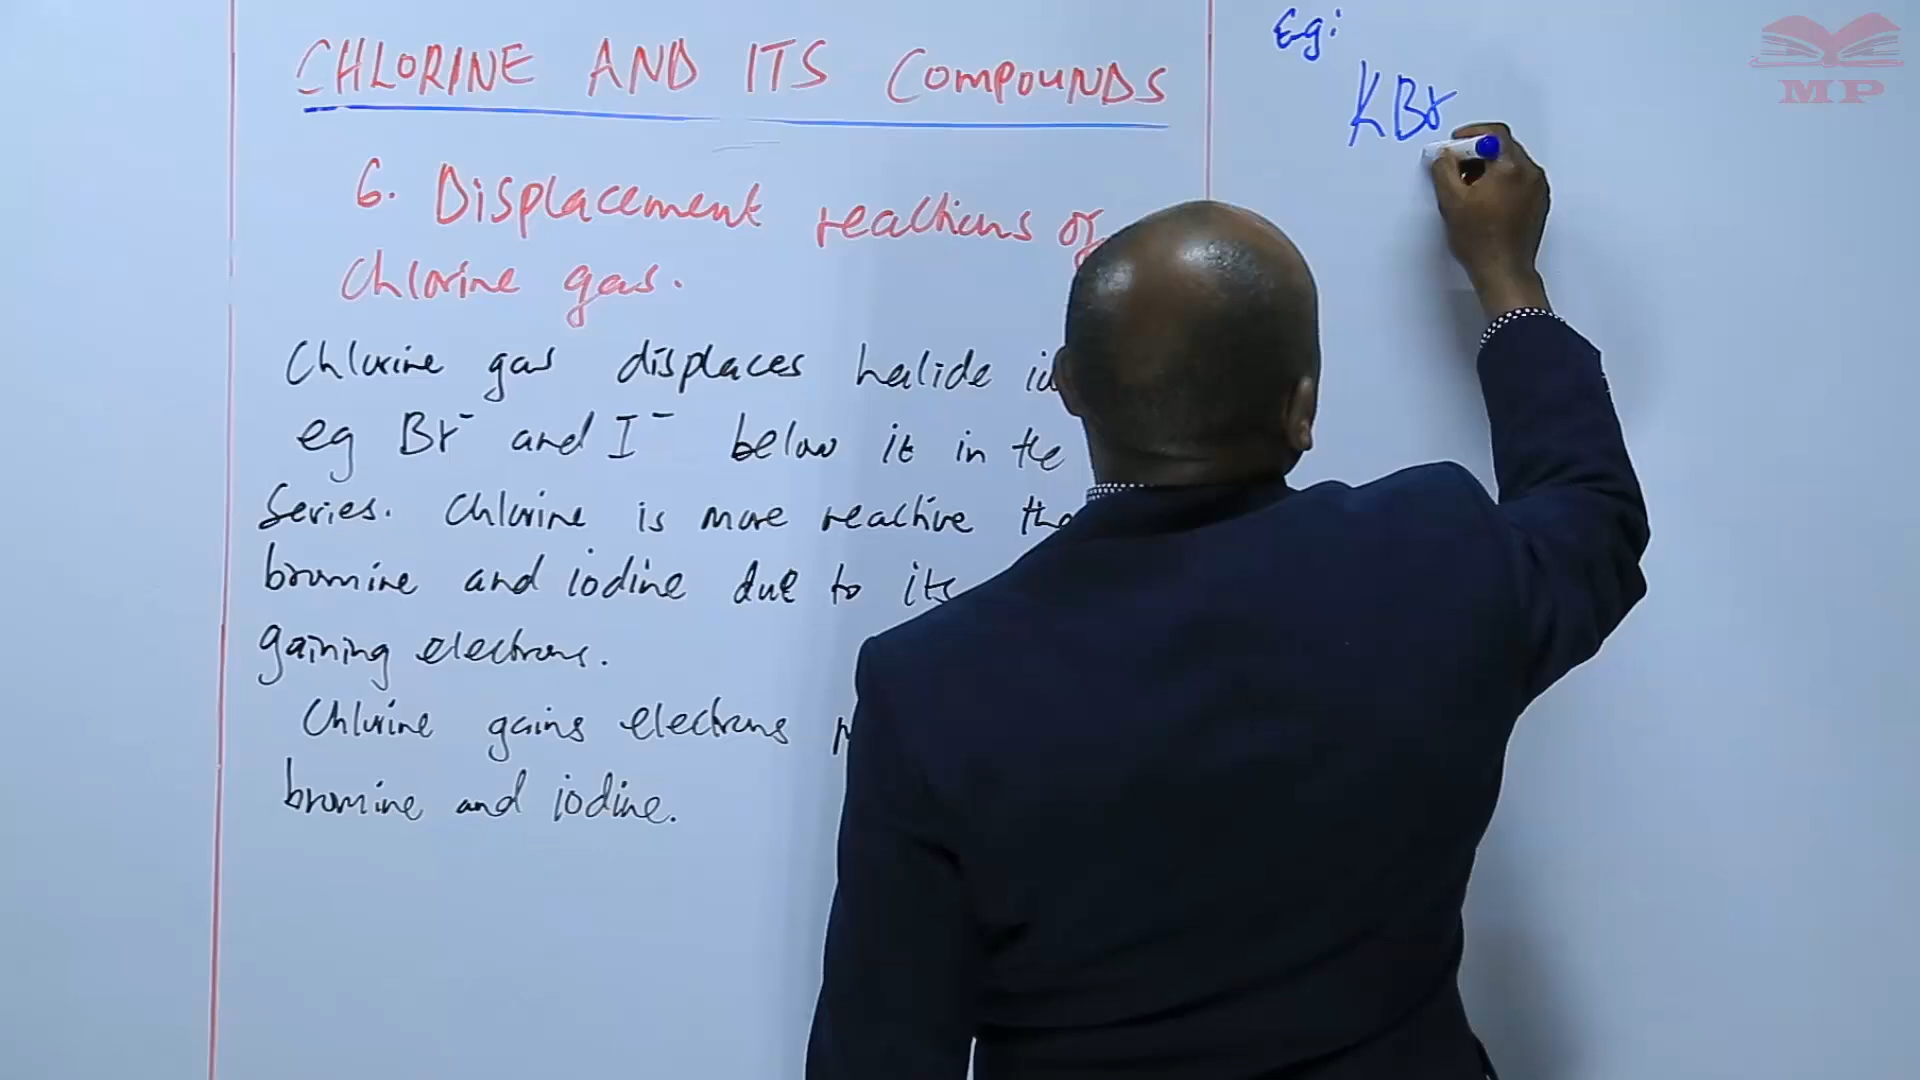 CHLORINE AND ITS COMPOUNDS
6. Displacement reactions of
Chlorine gas.
Chlorine gas displaces halide
eg Br⁻ and I⁻ below it in the
Series. Chlorine is more reactive
bromine and iodine due to its
gaining electrons.
Chlorine gains electrons
bromine and iodine.
Eg:
KBr
MP